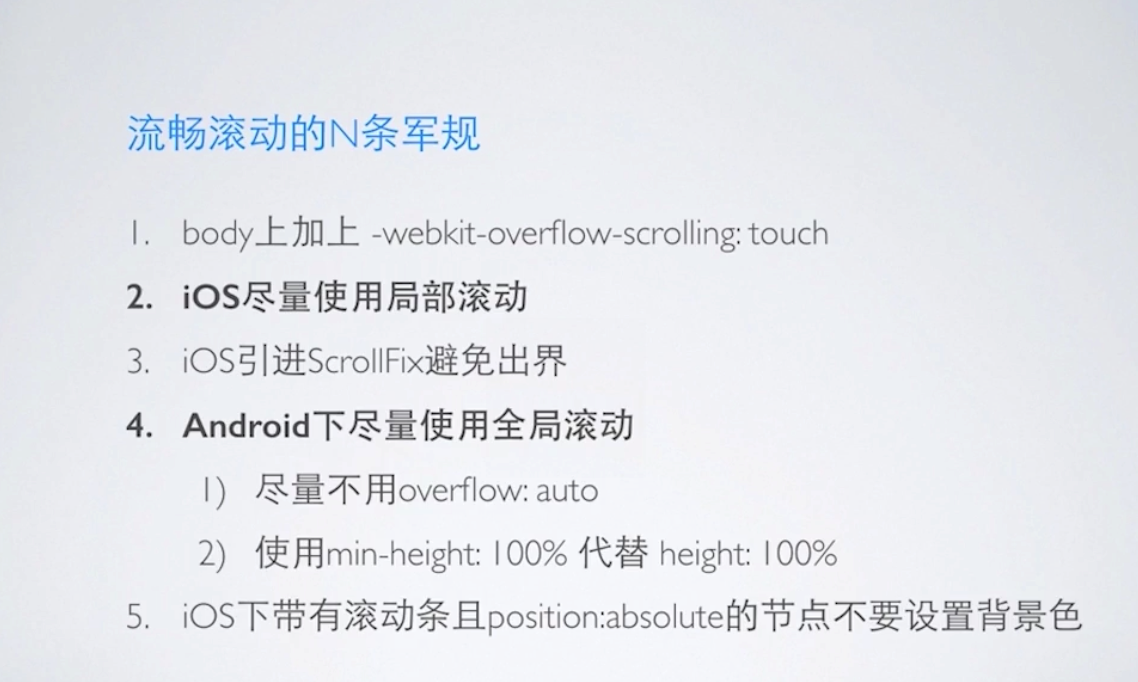 流畅滚动的N条军规
1. body上加上 -webkit-overflow-scrolling: touch
2. iOS尽量使用局部滚动
3. iOS引进ScrollFix避免出界
4. Android下尽量使用全局滚动
1) 尽量不用overflow: auto
2) 使用min-height: 100% 代替 height: 100%
5. iOS下带有滚动条且position:absolute的节点不要设置背景色